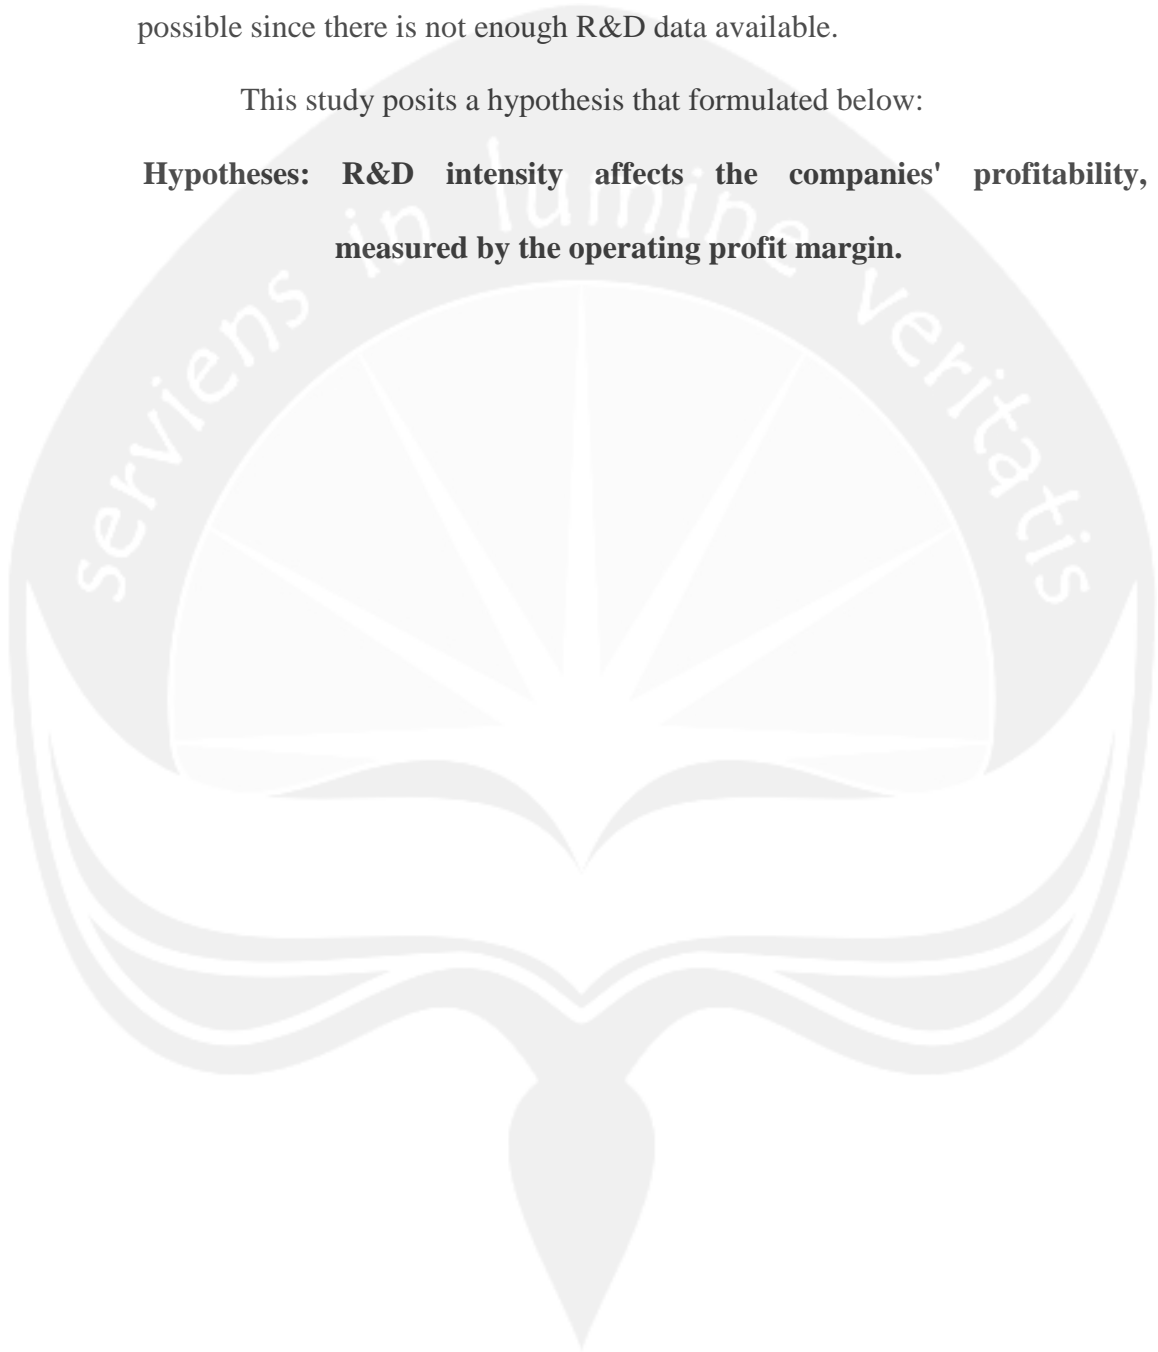 possible since there is not enough R&D data available.
This study posits a hypothesis that formulated below:
Hypotheses: R&D intensity affects the companies' profitability,
measured by the operating profit margin.
serviens in lumine veritatis